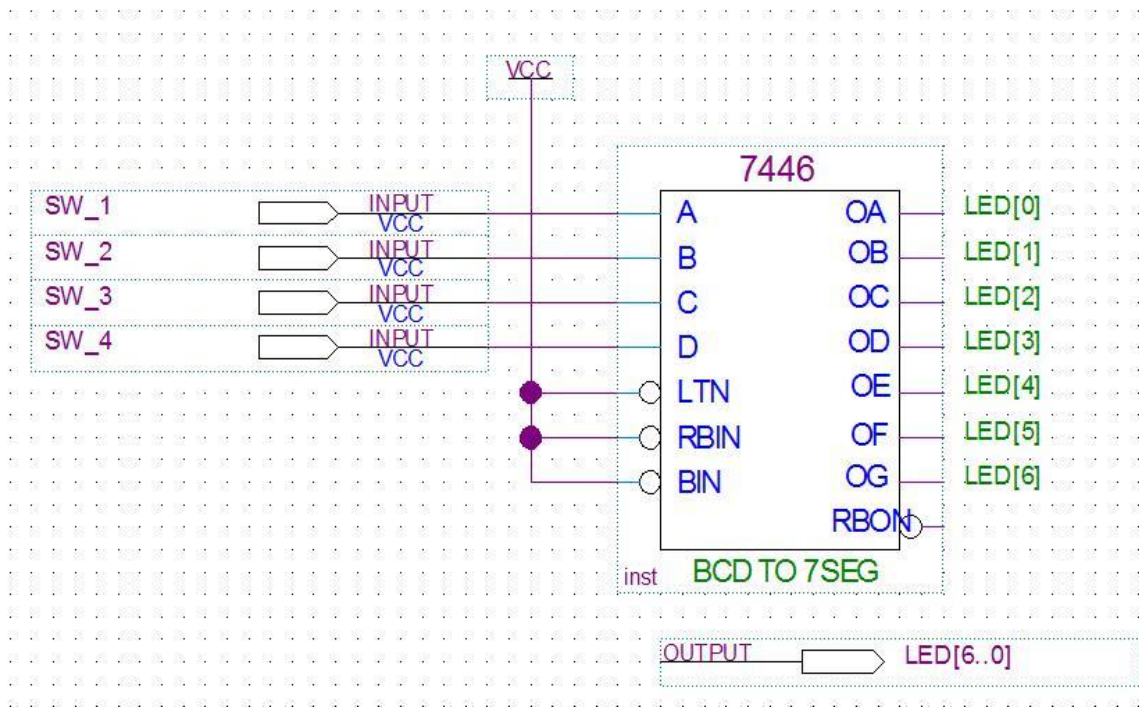 VCC
7446
SW_1 INPUT VCC A OA LED[0]
SW_2 INPUT VCC B OB LED[1]
SW_3 INPUT VCC C OC LED[2]
SW_4 INPUT VCC D OD LED[3]
LTN OE LED[4]
RBIN OF LED[5]
BIN OG LED[6]
RBON
inst BCD TO 7SEG
OUTPUT LED[6..0]